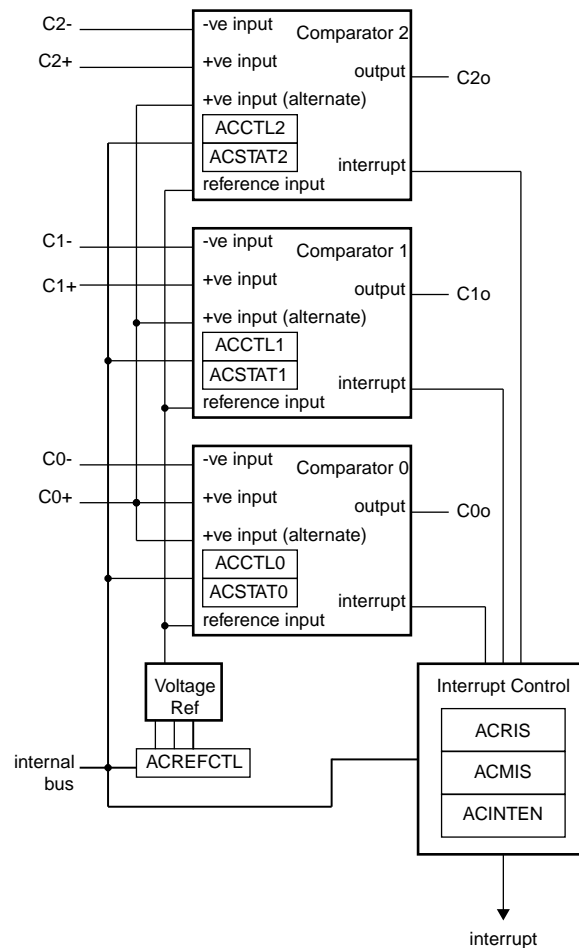 C2-
-ve input
Comparator 2
C2+
+ve input
output
C2o
+ve input (alternate)
ACCTL2
ACSTAT2
interrupt
reference input
C1-
-ve input
Comparator 1
C1+
+ve input
output
C1o
+ve input (alternate)
ACCTL1
ACSTAT1
interrupt
reference input
C0-
-ve input
Comparator 0
C0+
+ve input
output
C0o
+ve input (alternate)
ACCTL0
ACSTAT0
interrupt
reference input
Voltage
Ref
Interrupt Control
ACRIS
internal
bus
ACREFCTL
ACMIS
ACINTEN
interrupt